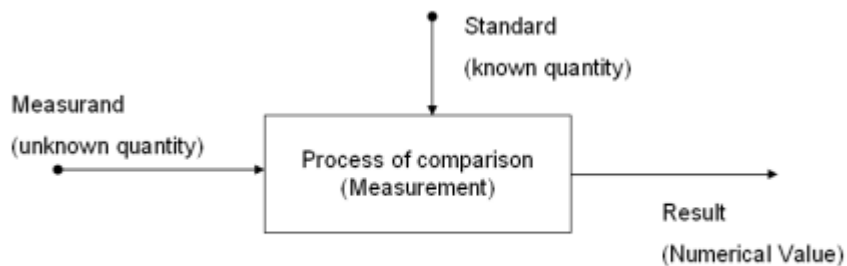 Standard
(known quantity)
Measurand
(unknown quantity)
Process of comparison
(Measurement)
Result
(Numerical Value)